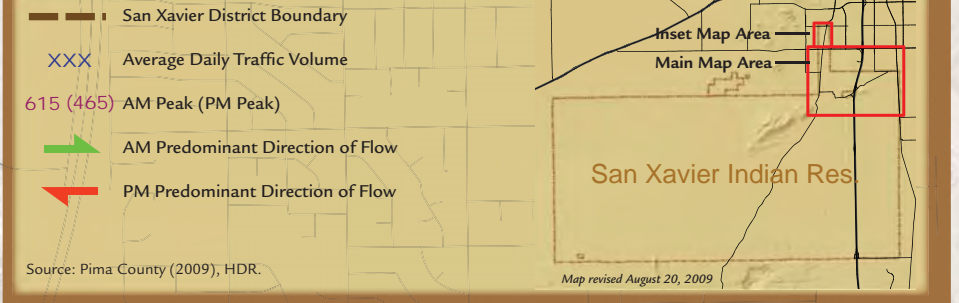 San Xavier District Boundary
XXX Average Daily Traffic Volume
615 (465) AM Peak (PM Peak)
AM Predominant Direction of Flow
PM Predominant Direction of Flow
Source: Pima County (2009), HDR.
Inset Map Area
Main Map Area
San Xavier Indian Res.
Map revised August 20, 2009